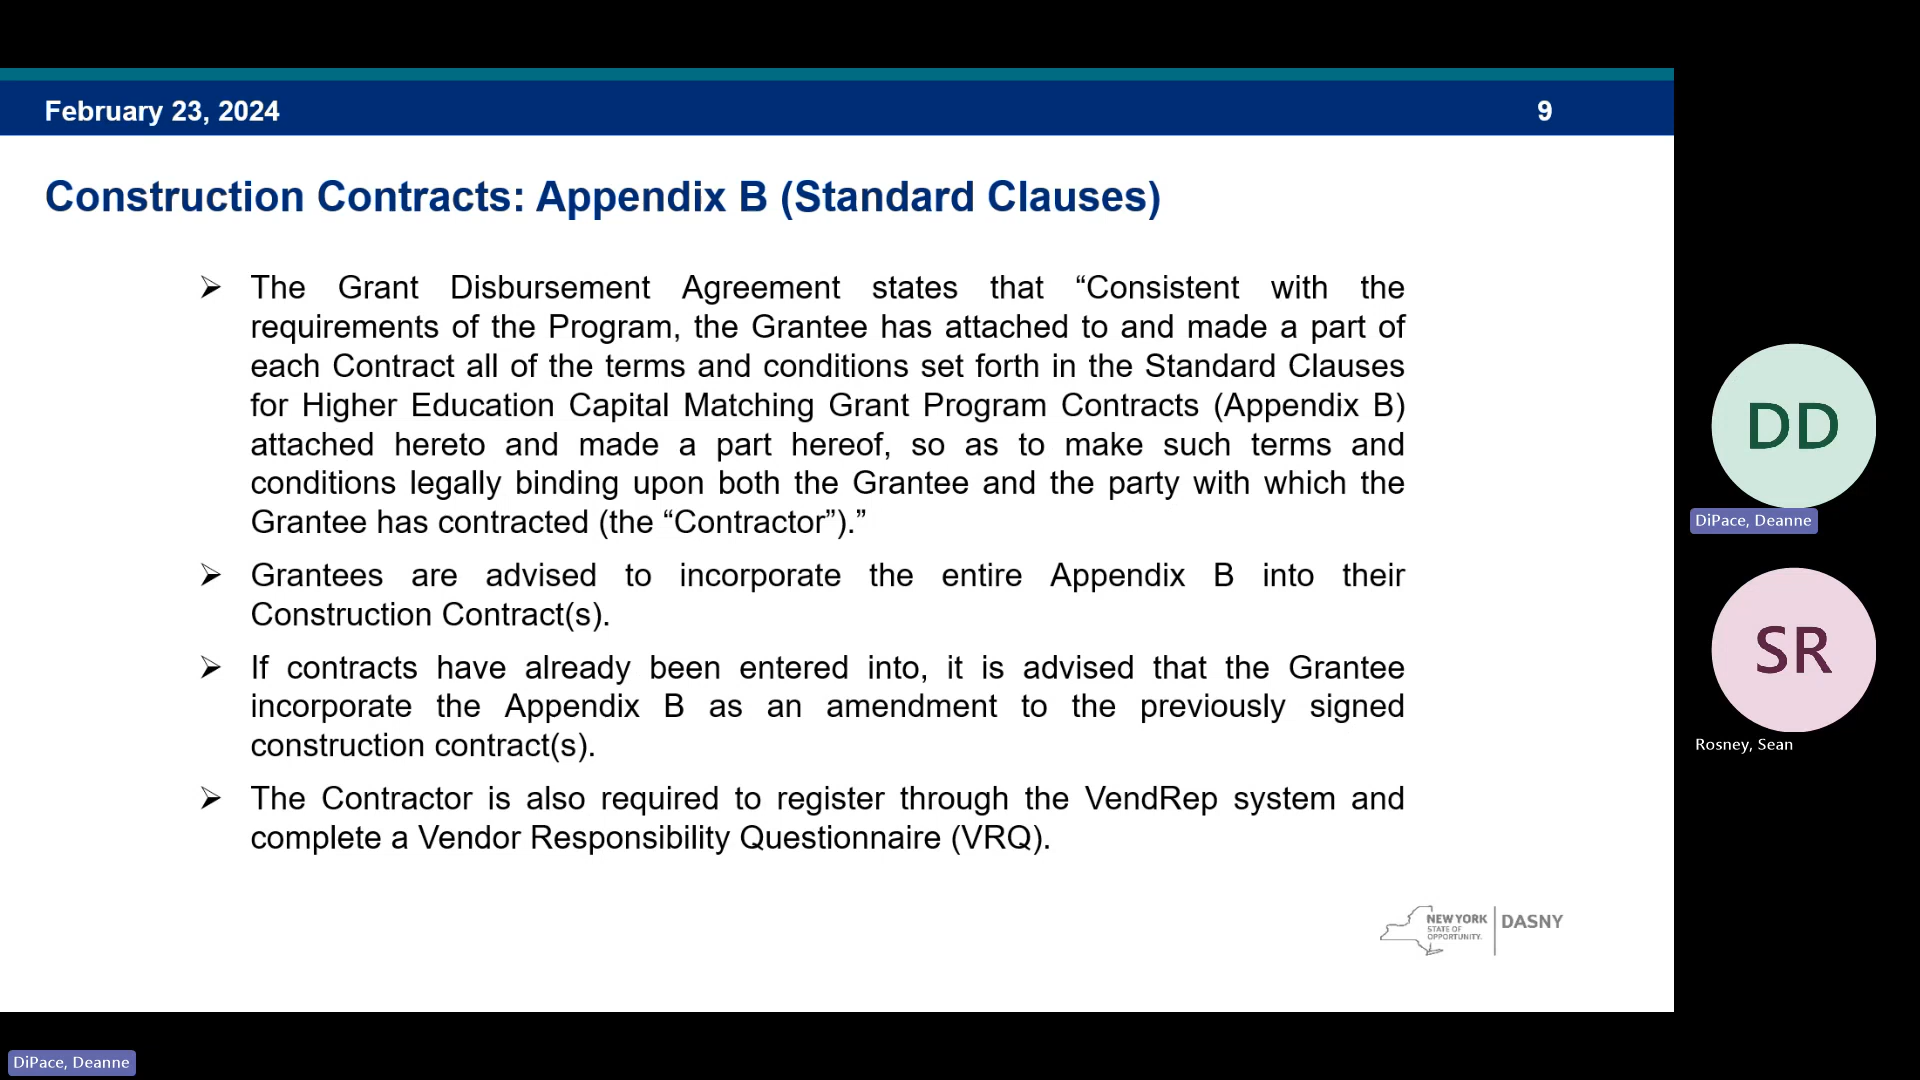 February 23, 2024
9
Construction Contracts: Appendix B (Standard Clauses)
The Grant Disbursement Agreement states that “Consistent with the
requirements of the Program, the Grantee has attached to and made a part of
each Contract all of the terms and conditions set forth in the Standard Clauses
for Higher Education Capital Matching Grant Program Contracts (Appendix B)
attached hereto and made a part hereof, so as to make such terms and
conditions legally binding upon both the Grantee and the party with which the
Grantee has contracted (the “Contractor”).”
Grantees are advised to incorporate the entire Appendix B into their
Construction Contract(s).
If contracts have already been entered into, it is advised that the Grantee
incorporate the Appendix B as an amendment to the previously signed
construction contract(s).
The Contractor is also required to register through the VendRep system and
complete a Vendor Responsibility Questionnaire (VRQ).
NEW YORK
STATE OF
OPPORTUNITY.
DASNY
DD
DiPace, Deanne
SR
Rosney, Sean
DiPace, Deanne